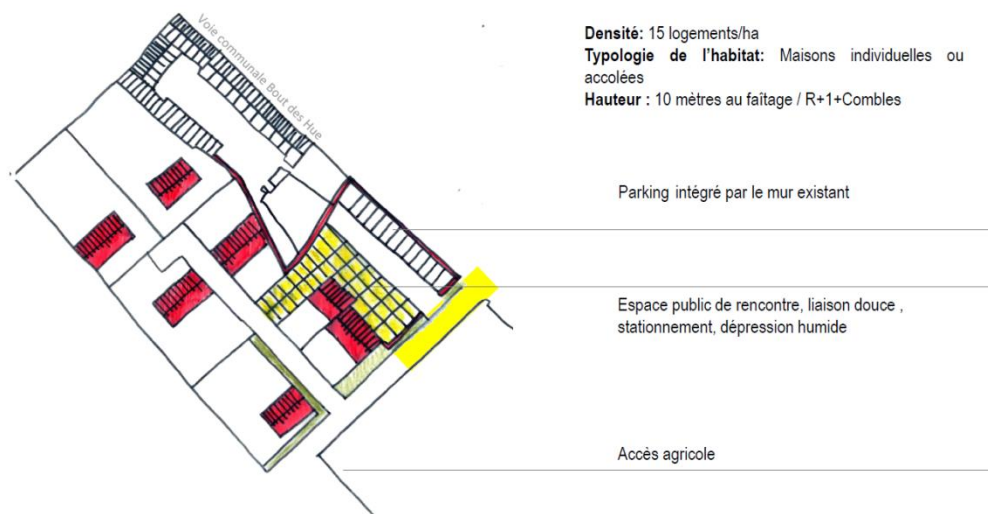 Voie communale Bout des Hue
Densité: 15 logements/ha
Typologie de l'habitat: Maisons individuelles ou
accolées
Hauteur : 10 mètres au faîtage / R+1+Combles
Parking intégré par le mur existant
Espace public de rencontre, liaison douce ,
stationnement, dépression humide
Accès agricole